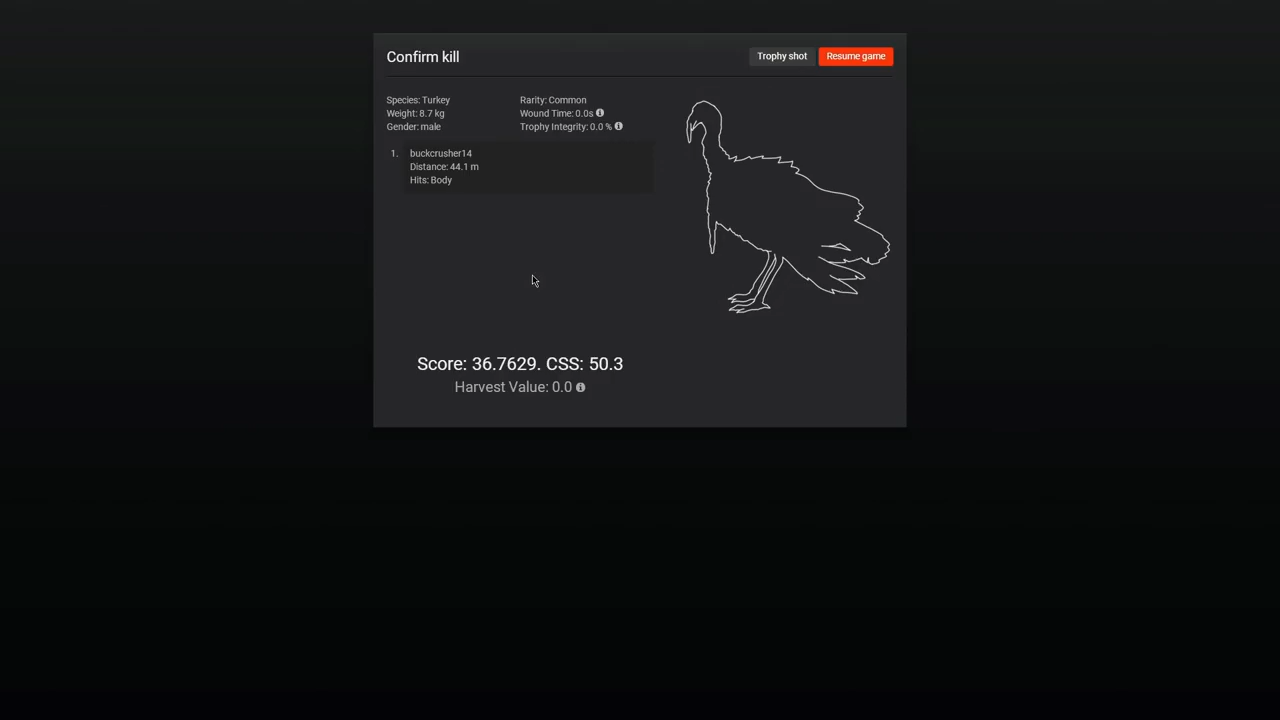 Confirm kill
Trophy shot
Resume game
Species: Turkey
Weight: 8.7 kg
Gender: male
Rarity: Common
Wound Time: 0.0s
Trophy Integrity: 0.0 %
1. buckcrusher14
Distance: 44.1 m
Hits: Body
Score: 36.7629. CSS: 50.3
Harvest Value: 0.0